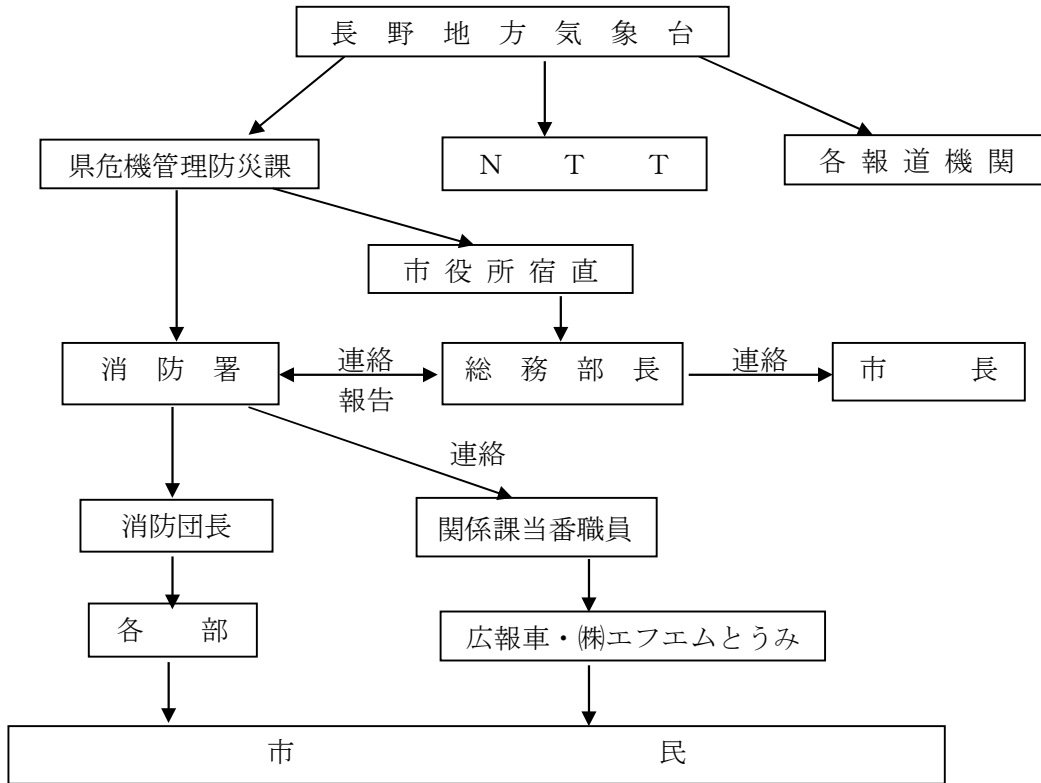 長野地方気象台
県危機管理防災課
NTT
各報道機関
市役所宿直
消防署
連絡
報告
総務部長
連絡
市長
連絡
消防団長
関係課当番職員
各部
広報車・㈱エフエムとうみ
市民